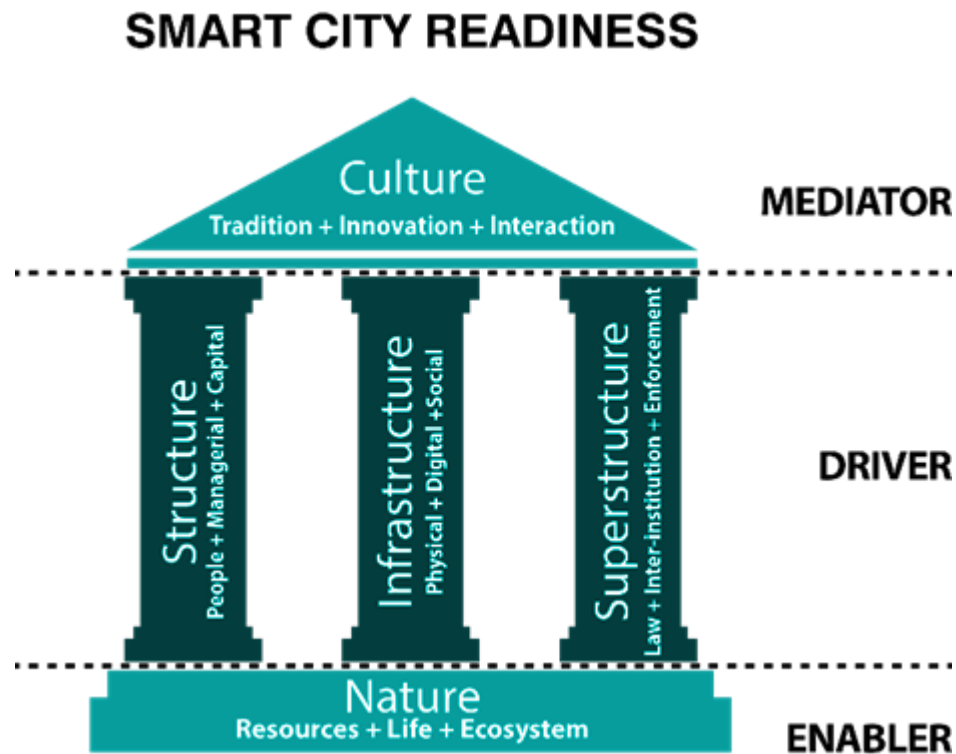 SMART CITY READINESS
Culture
Tradition + Innovation + Interaction
MEDIATOR
Structure
People + Managerial + Capital
Infrastructure
Physical + Digital +Social
Superstructure
Law + Inter-institution + Enforcement
DRIVER
Nature
Resources + Life + Ecosystem
ENABLER